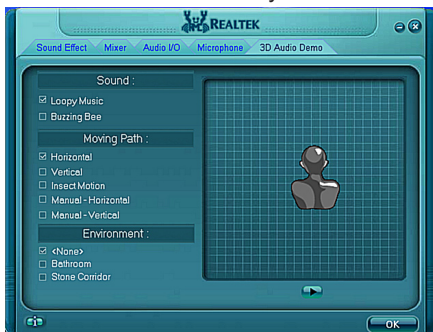 REALTEK
Sound Effect Mixer Audio I/O Microphone 3D Audio Demo
Sound :
Loopy Music
Buzzing Bee
Moving Path :
Horizontal
Vertical
Insect Motion
Manual - Horizontal
Manual - Vertical
Environment :
<None>
Bathroom
Stone Corridor
OK